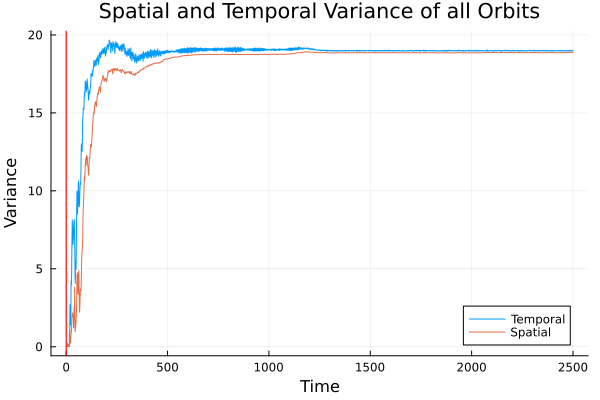 Spatial and Temporal Variance of all Orbits
20
15
10
5
0
Variance
Temporal
Spatial
0 500 1000 1500 2000 2500
Time